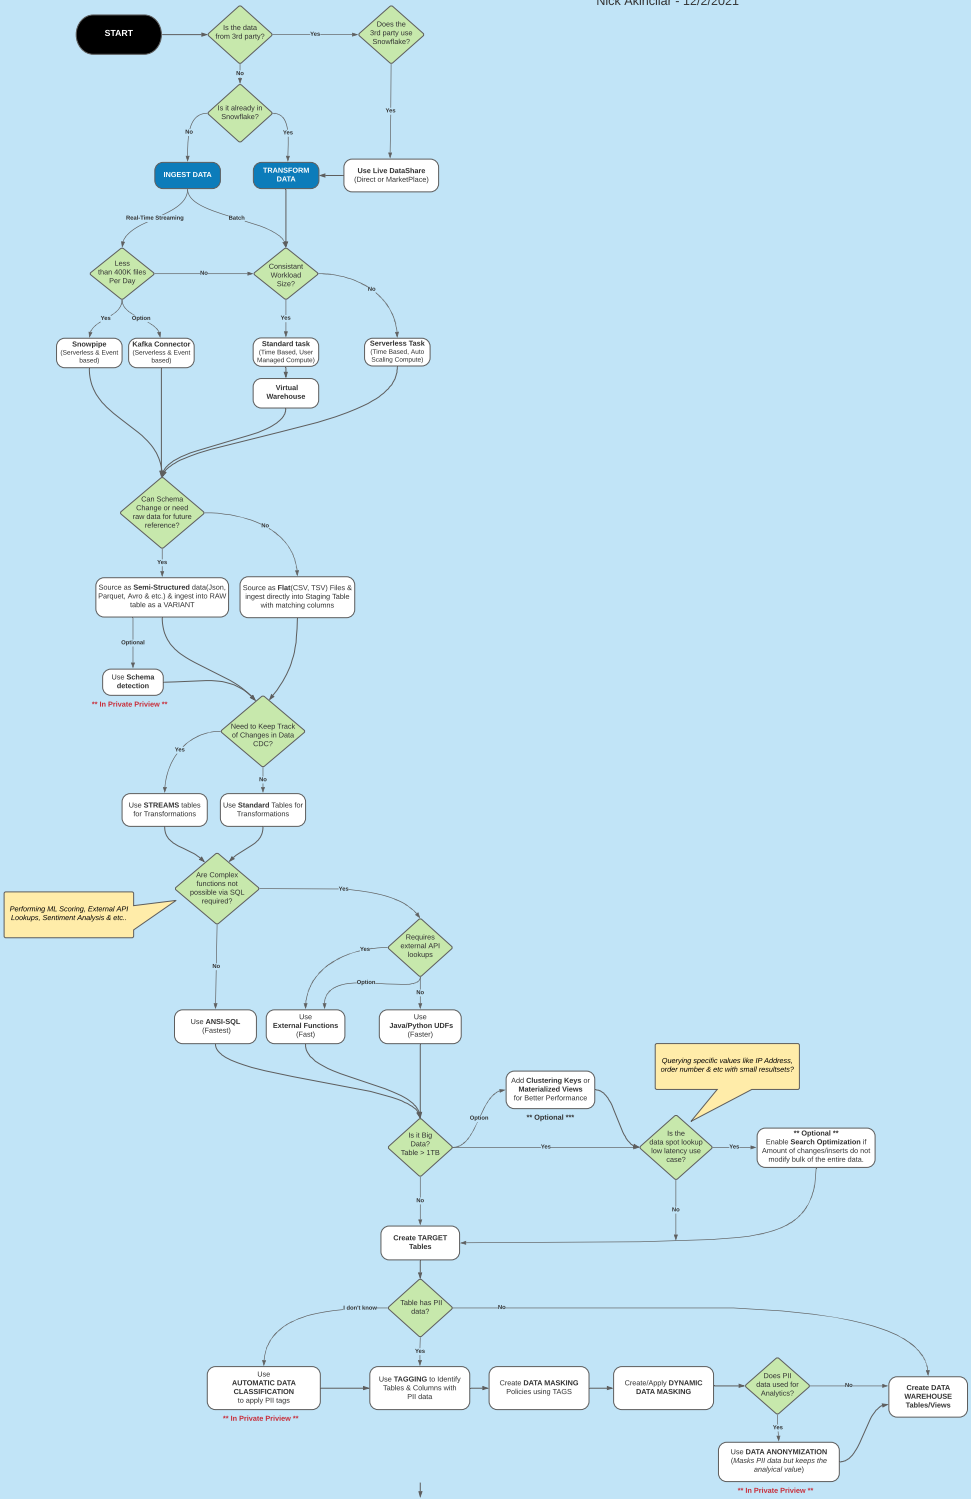 Nick Akincilar - 12/2/2021
START
Is the data
from 3rd party?
Yes
Does the
3rd party use
Snowflake?
No
Yes
Is it already in
Snowflake?
No
Yes
INGEST DATA
TRANSFORM
DATA
Use Live DataShare
(Direct or MarketPlace)
Real-Time Streaming
Batch
Less
than 400K files
Per Day
No
Consistant
Workload
Size?
No
Yes
Option
Yes
Snowpipe
(Serverless & Event
based)
Kafka Connector
(Serverless & Event
based)
Standard task
(Time Based, User
Managed Compute)
Serverless Task
(Time Based, Auto
Scaling Compute)
Virtual
Warehouse
Can Schema
Change or need
raw data for future
reference?
No
Yes
Source as Semi-Structured data(Json,
Parquet, Avro & etc.) & ingest into RAW
table as a VARIANT
Source as Flat(CSV, TSV) Files &
ingest directly into Staging Table
with matching columns
Optional
Use Schema
detection
** In Private Priview **
Need to Keep Track
of Changes in Data
CDC?
Yes
No
Use STREAMS tables
for Transformations
Use Standard Tables for
Transformations
Are Complex
functions not
possible via SQL
required?
Yes
Performing ML Scoring, External API
Lookups, Sentiment Analysis & etc..
Requires
external API
lookups
Yes
No
Option
No
Use ANSI-SQL
(Fastest)
Use
External Functions
(Fast)
Use
Java/Python UDFs
(Faster)
Querying specific values like IP Address,
order number & etc with small resultsets?
Add Clustering Keys or
Materialized Views
for Better Performance
** Optional ***
Option
Is it Big
Data?
Table > 1TB
Yes
Is the
data spot lookup
low latency use
case?
Yes
** Optional **
Enable Search Optimization if
Amount of changes/inserts do not
modify bulk of the entire data.
No
No
Create TARGET
Tables
Table has PII
data?
I don't know
No
Yes
Use
AUTOMATIC DATA
CLASSIFICATION
to apply PII tags
** In Private Priview **
Use TAGGING to Identify
Tables & Columns with
PII data
Create DATA MASKING
Policies using TAGS
Create/Apply DYNAMIC
DATA MASKING
Does PII
data used for
Analytics?
No
Create DATA
WAREHOUSE
Tables/Views
Yes
Use DATA ANONYMIZATION
(Masks PII data but keeps the
analyical value)
** In Private Priview **